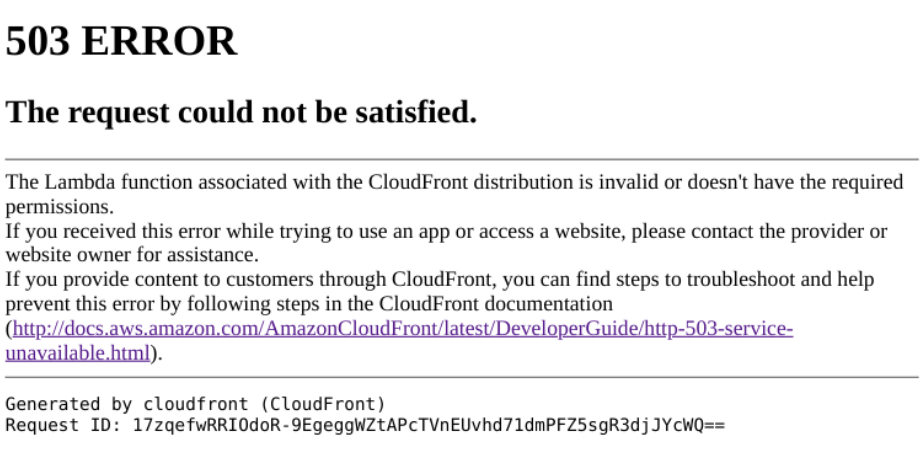 503 ERROR
The request could not be satisfied.
The Lambda function associated with the CloudFront distribution is invalid or doesn't have the required
permissions.
If you received this error while trying to use an app or access a website, please contact the provider or
website owner for assistance.
If you provide content to customers through CloudFront, you can find steps to troubleshoot and help
prevent this error by following steps in the CloudFront documentation
(http://docs.aws.amazon.com/AmazonCloudFront/latest/DeveloperGuide/http-503-service-
unavailable.html).
Generated by cloudfront (CloudFront)
Request ID: 17zqefwRRIOdoR-9EgeggWZtAPcTVnEUvhd71dmPFZ5sgR3djJYcWQ==